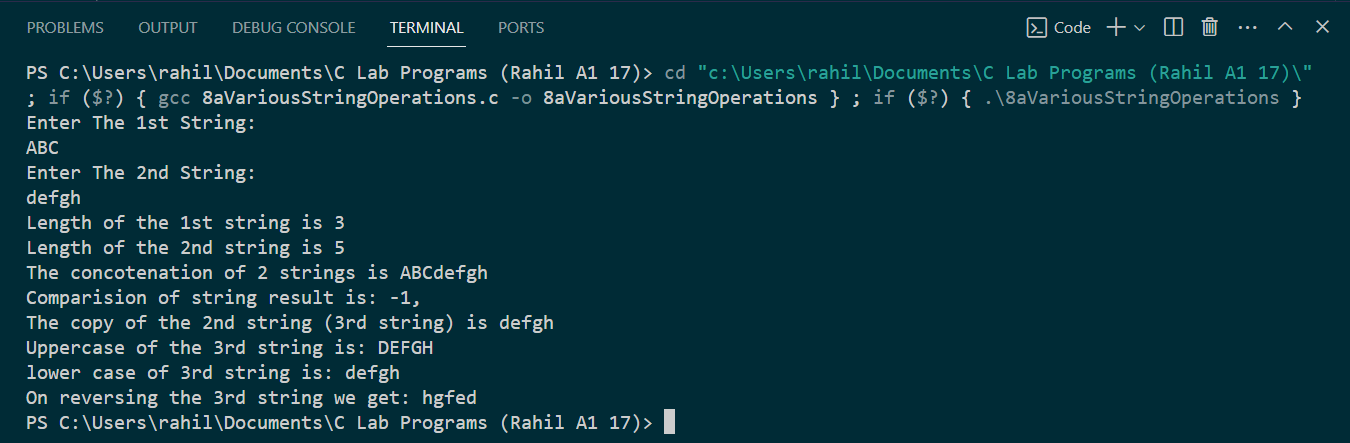 PROBLEMS OUTPUT DEBUG CONSOLE TERMINAL PORTS Code
PS C:\Users\rahil\Documents\C Lab Programs (Rahil A1 17)> cd "c:\Users\rahil\Documents\C Lab Programs (Rahil A1 17)\"
; if ($?) { gcc 8aVariousStringOperations.c -o 8aVariousStringOperations } ; if ($?) { .\8aVariousStringOperations }
Enter The 1st String:
ABC
Enter The 2nd String:
defgh
Length of the 1st string is 3
Length of the 2nd string is 5
The concotenation of 2 strings is ABCdefgh
Comparision of string result is: -1,
The copy of the 2nd string (3rd string) is defgh
Uppercase of the 3rd string is: DEFGH
lower case of 3rd string is: defgh
On reversing the 3rd string we get: hgfed
PS C:\Users\rahil\Documents\C Lab Programs (Rahil A1 17)>